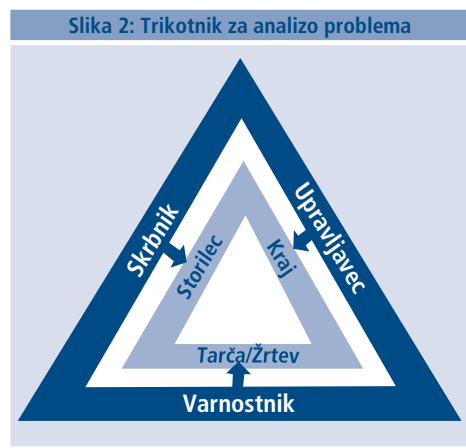 Slika 2: Trikotnik za analizo problema
Skrbnik
Upravljavec
Storilec
Kraj
Tarča/Žrtev
Varnostnik